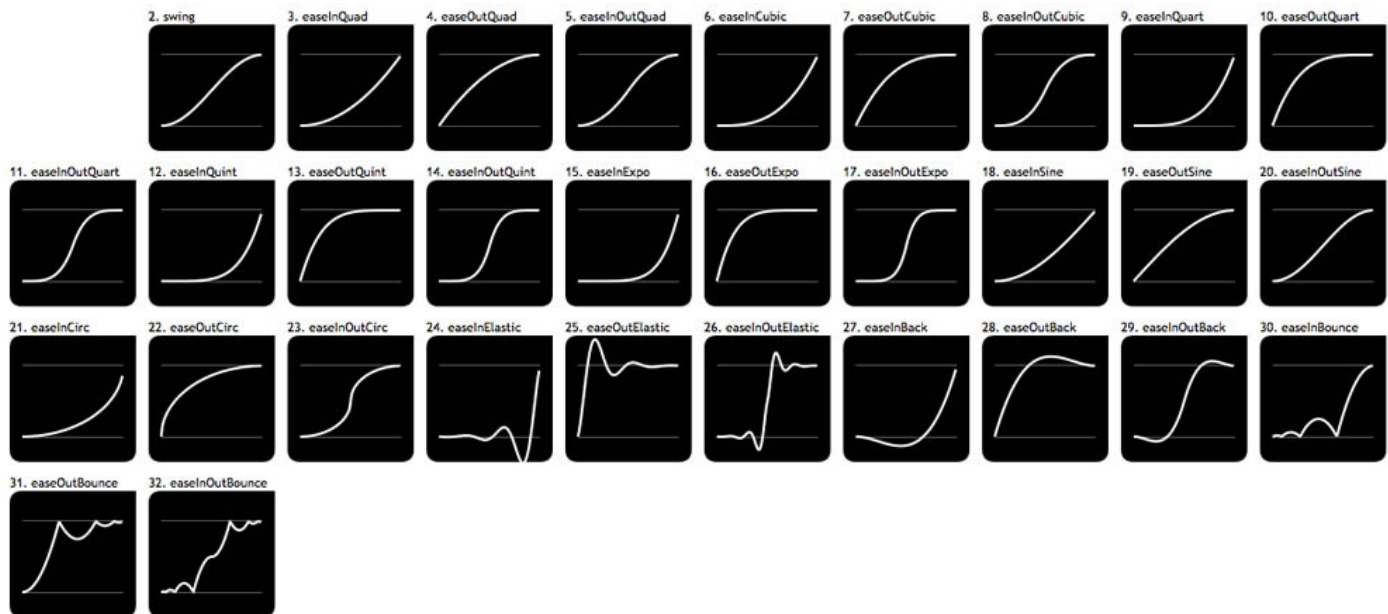 2. swing 3. easeInQuad 4. easeOutQuad 5. easeInOutQuad 6. easeInCubic 7. easeOutCubic 8. easeInOutCubic 9. easeInQuart 10. easeOutQuart
11. easeInOutQuart 12. easeInQuint 13. easeOutQuint 14. easeInOutQuint 15. easeInExpo 16. easeOutExpo 17. easeInOutExpo 18. easeInSine 19. easeOutSine 20. easeInOutSine
21. easeInCirc 22. easeOutCirc 23. easeInOutCirc 24. easeInElastic 25. easeOutElastic 26. easeInOutElastic 27. easeInBack 28. easeOutBack 29. easeInOutBack 30. easeInBounce
31. easeOutBounce 32. easeInOutBounce